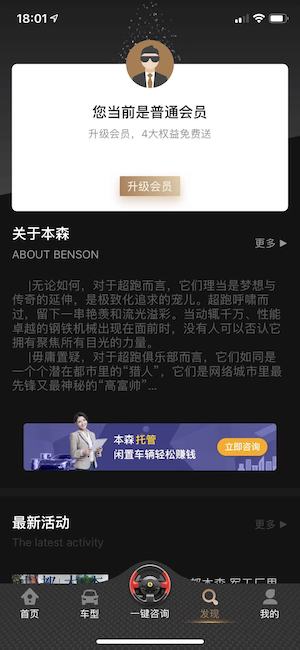 18:01
您当前是普通会员
升级会员，4大权益免费送
升级会员
关于本森
更多
ABOUT BENSON
|无论如何，对于超跑而言，它们理当是梦想与
传奇的延伸，是极致化追求的宠儿。超跑呼啸而
过，留下一串艳羡和流光溢彩。当动辄千万、性能
卓越的钢铁机械出现在面前时，没有人可以否认它
拥有聚焦所有目光的力量。
|毋庸置疑，对于超跑俱乐部而言，它们如同是
一个个潜在都市里的“猎人”，它们是网络城市里最
先锋又最神秘的“高富帅”...
本森托管
闲置车辆轻松赚钱
立即咨询
最新活动
更多
The latest activity
首页
车型
一键咨询
发现
我的